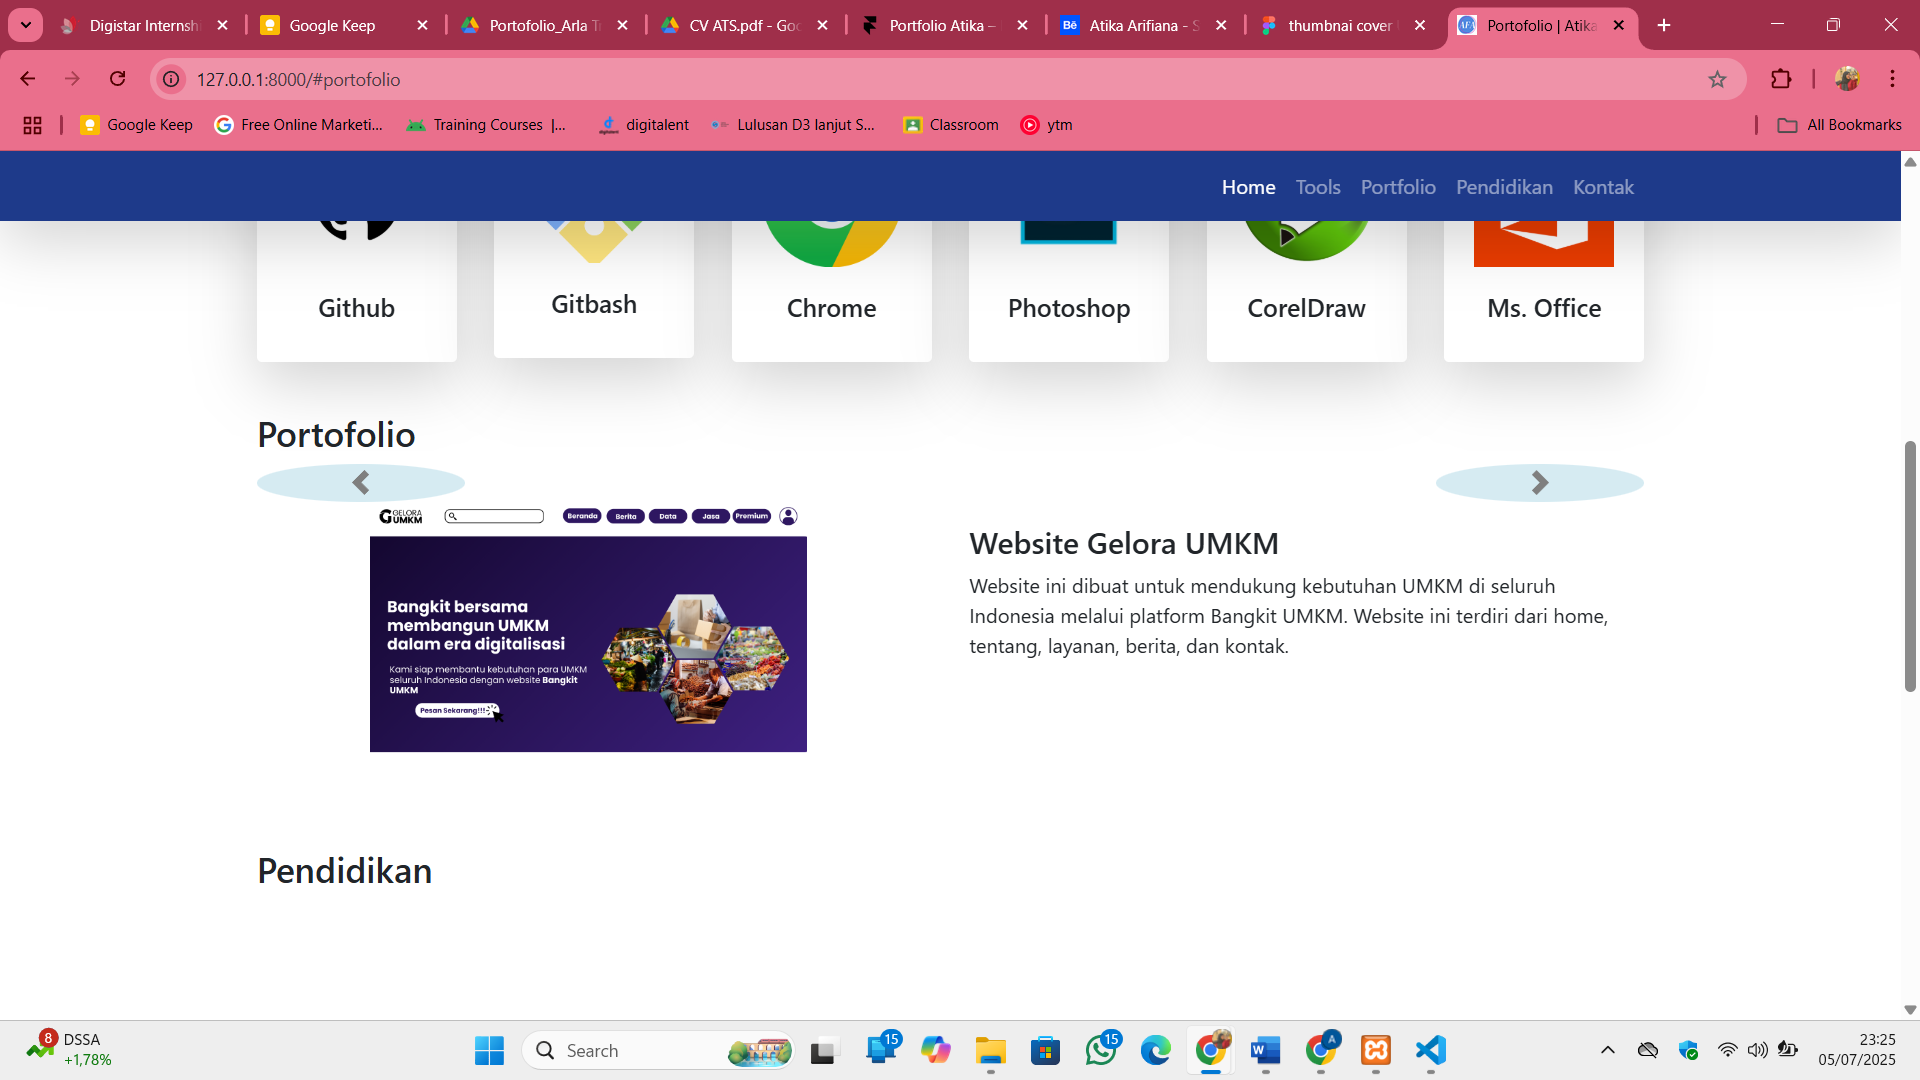 Digistar Internshi
Google Keep
Portofolio_Arla T
CV ATS.pdf - Goo
Portfolio Atika –
Bē
Atika Arifiana - S
thumbnai cover
Portofolio | Atika
127.0.0.1:8000/#portofolio
Google Keep
Free Online Marketi...
Training Courses |...
digitalent
Lulusan D3 lanjut S...
Classroom
ytm
All Bookmarks
Home
Tools
Portfolio
Pendidikan
Kontak
Github
Gitbash
Chrome
Photoshop
CorelDraw
Ms. Office
Portofolio
GELORA
UMKM
Beranda
Berita
Data
Jasa
Premium
Bangkit bersama
membangun UMKM
dalam era digitalisasi
Kami siap membantu kebutuhan para UMKM
seluruh Indonesia dengan website Bangkit
UMKM
Pesan Sekarang!!!
Website Gelora UMKM
Website ini dibuat untuk mendukung kebutuhan UMKM di seluruh
Indonesia melalui platform Bangkit UMKM. Website ini terdiri dari home,
tentang, layanan, berita, dan kontak.
Pendidikan
8
DSSA
+1,78%
Search
15
15
W
A
23:25
05/07/2025